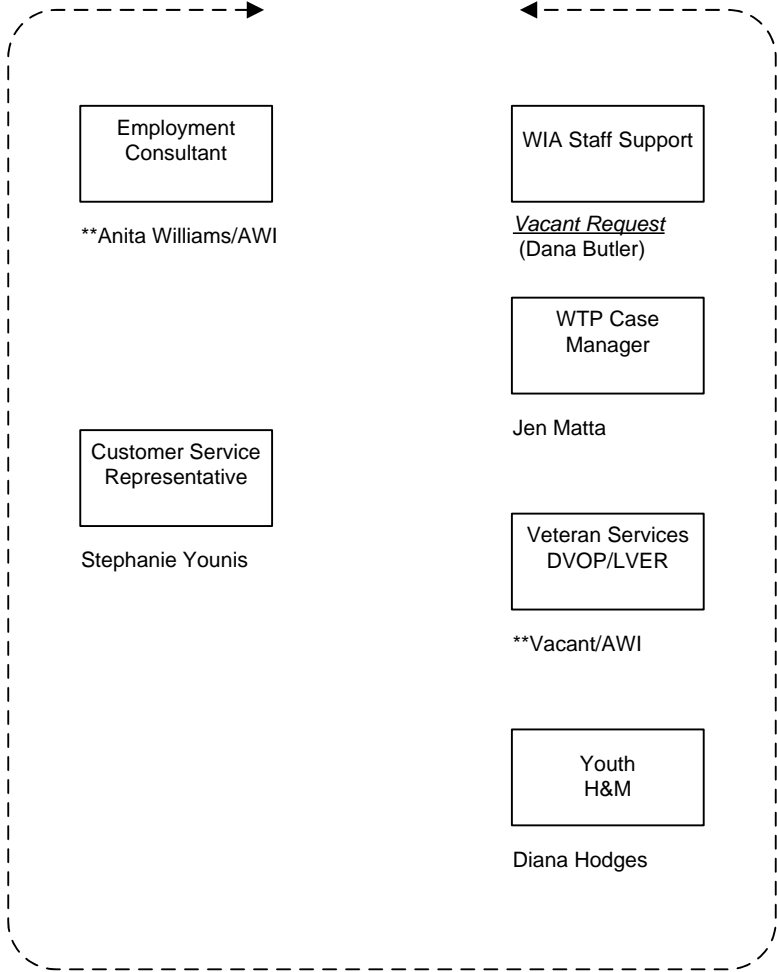 Employment
Consultant
**Anita Williams/AWI
Customer Service
Representative
Stephanie Younis
WIA Staff Support
Vacant Request
(Dana Butler)
WTP Case
Manager
Jen Matta
Veteran Services
DVOP/LVER
**Vacant/AWI
Youth
H&M
Diana Hodges